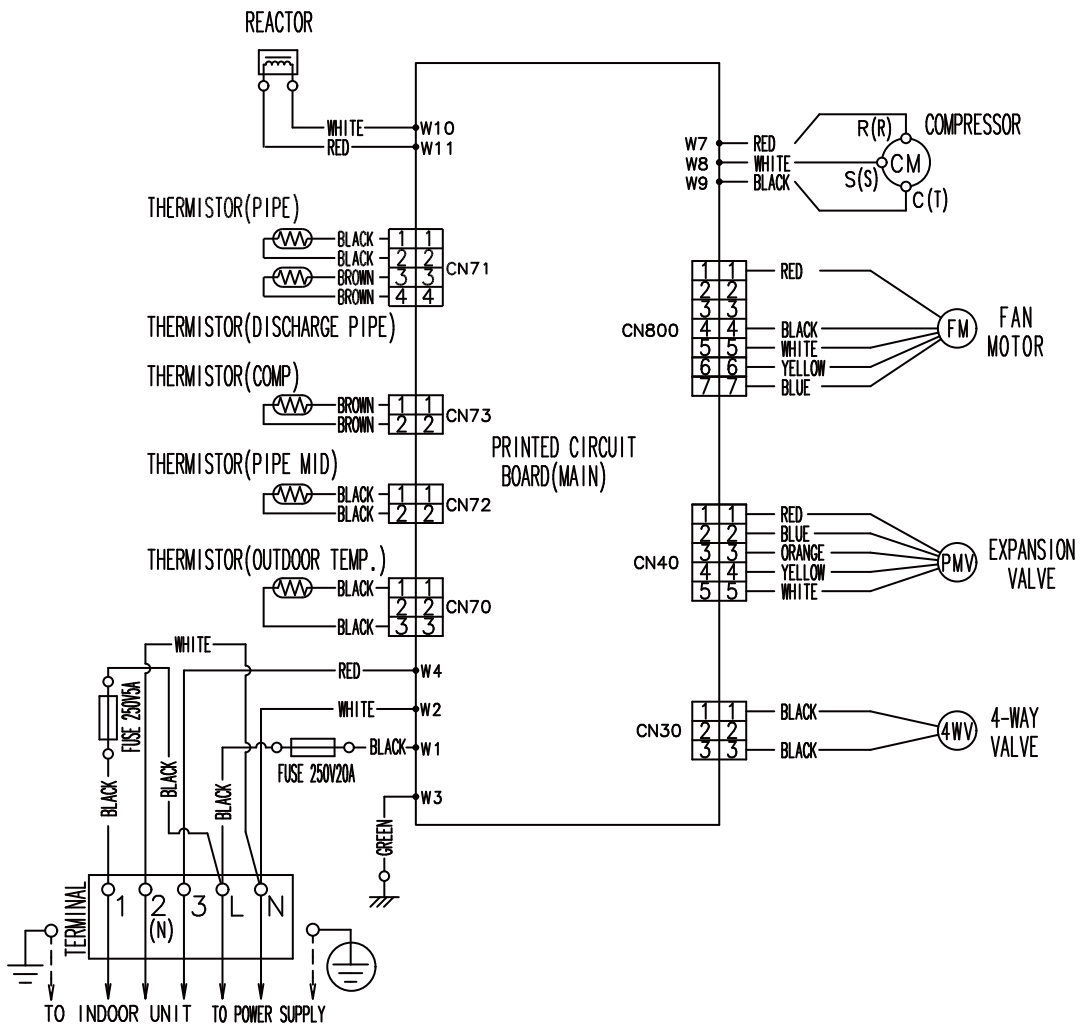 REACTOR
WHITE W10
RED W11
W7 RED
W8 WHITE
W9 BLACK
R(R)
S(S)
C(T)
CM
COMPRESSOR
THERMISTOR(PIPE)
BLACK 1 1
BLACK 2 2
BROWN 3 3
BROWN 4 4
CN71
THERMISTOR(DISCHARGE PIPE)
THERMISTOR(COMP)
BROWN 1 1
BROWN 2 2
CN73
THERMISTOR(PIPE MID)
BLACK 1 1
BLACK 2 2
CN72
THERMISTOR(OUTDOOR TEMP.)
BLACK 1 1
2 2
BLACK 3 3
CN70
PRINTED CIRCUIT
BOARD(MAIN)
CN800
1 1 RED
2 2
3 3
4 4 BLACK
5 5 WHITE
6 6 YELLOW
7 7 BLUE
FM
FAN
MOTOR
CN40
1 1 RED
2 2 BLUE
3 3 ORANGE
4 4 YELLOW
5 5 WHITE
PMV
EXPANSION
VALVE
CN30
1 1 BLACK
2 2
3 3 BLACK
4WV
4-WAY
VALVE
WHITE
RED W4
WHITE W2
BLACK W1
FUSE 250V20A
W3
GREEN
FUSE 250V5A
BLACK
BLACK
BLACK
TERMINAL
1 2 3 L N
(N)
TO INDOOR UNIT
TO POWER SUPPLY